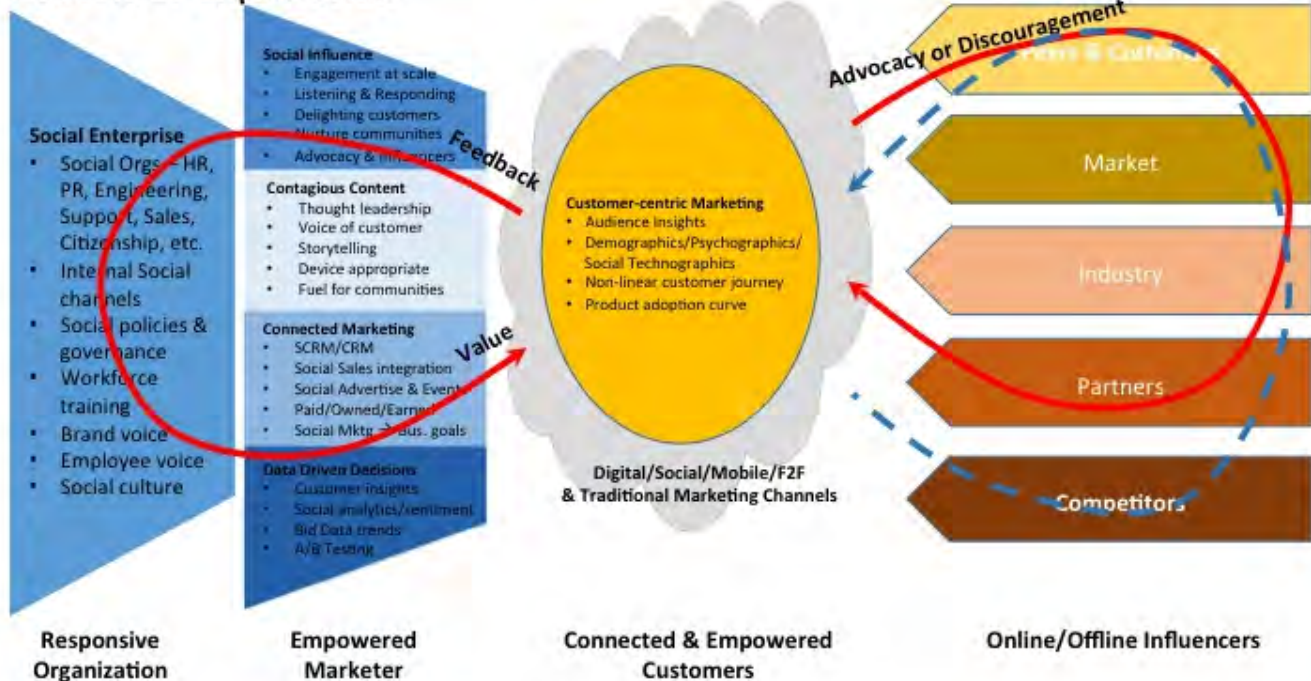 Social Enterprise
• Social Orgs – HR,
PR, Engineering,
Support, Sales,
Citizenship, etc.
• Internal Social
channels
• Social policies &
governance
• Workforce
training
• Brand voice
• Employee voice
• Social culture
Responsive
Organization
Social Influence
• Engagement at scale
• Listening & Responding
• Delighting customers
• Nurture communities
• Advocacy & Influencers
Contagious Content
• Thought leadership
• Voice of customer
• Storytelling
• Device appropriate
• Fuel for communities
Connected Marketing
• SCRM/CRM
• Social Sales integration
• Social Advertise & Event
• Paid/Owned/Earned
• Social Mktg → Bus. goals
Data Driven Decisions
• Customer insights
• Social analytics/sentiment
• Bid Data trends
• A/B Testing
Empowered
Marketer
Feedback
Value
Customer-centric Marketing
• Audience Insights
• Demographics/Psychographics/
Social Technographics
• Non-linear customer journey
• Product adoption curve
Digital/Social/Mobile/F2F
& Traditional Marketing Channels
Connected & Empowered
Customers
Advocacy or Discouragement
&
Market
Industry
Partners
Competitors
Online/Offline Influencers